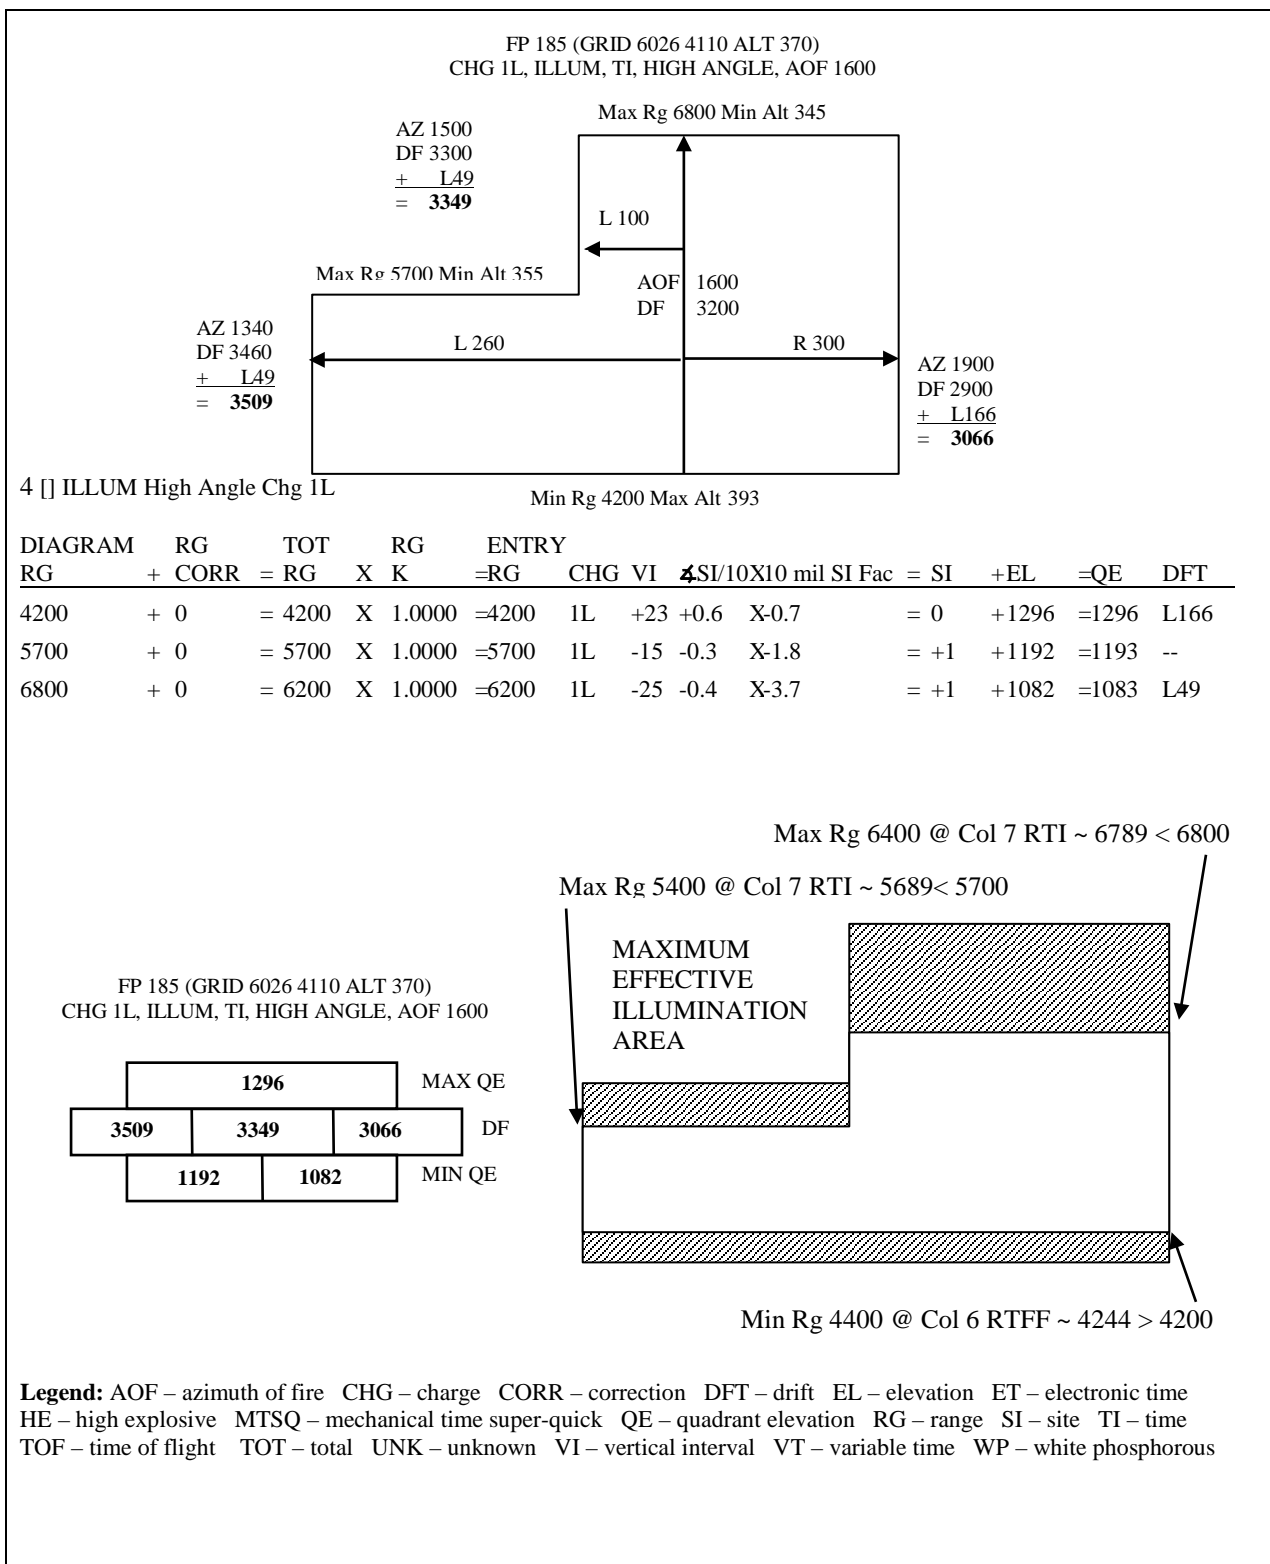 FP 185 (GRID 6026 4110 ALT 370)
CHG 1L, ILLUM, TI, HIGH ANGLE, AOF 1600
Max Rg 6800 Min Alt 345
AZ 1500
DF 3300
+ L49
= 3349
L 100
Max Rg 5700 Min Alt 355
AOF 1600
DF 3200
AZ 1340
DF 3460
+ L49
= 3509
L 260
R 300
AZ 1900
DF 2900
+ L166
= 3066
4 [] ILLUM High Angle Chg 1L
Min Rg 4200 Max Alt 393
DIAGRAM RG TOT RG ENTRY
RG + CORR = RG X K =RG CHG VI ∡SI/10X10 mil SI Fac = SI +EL =QE DFT
4200 + 0 = 4200 X 1.0000 =4200 1L +23 +0.6 X-0.7 = 0 +1296 =1296 L166
5700 + 0 = 5700 X 1.0000 =5700 1L -15 -0.3 X-1.8 = +1 +1192 =1193 --
6800 + 0 = 6200 X 1.0000 =6200 1L -25 -0.4 X-3.7 = +1 +1082 =1083 L49
Max Rg 6400 @ Col 7 RTI ~ 6789 < 6800
Max Rg 5400 @ Col 7 RTI ~ 5689< 5700
MAXIMUM
EFFECTIVE
ILLUMINATION
AREA
FP 185 (GRID 6026 4110 ALT 370)
CHG 1L, ILLUM, TI, HIGH ANGLE, AOF 1600
1296 MAX QE
3509 3349 3066 DF
1192 1082 MIN QE
Min Rg 4400 @ Col 6 RTFF ~ 4244 > 4200
Legend: AOF – azimuth of fire CHG – charge CORR – correction DFT – drift EL – elevation ET – electronic time
HE – high explosive MTSQ – mechanical time super-quick QE – quadrant elevation RG – range SI – site TI – time
TOF – time of flight TOT – total UNK – unknown VI – vertical interval VT – variable time WP – white phosphorous